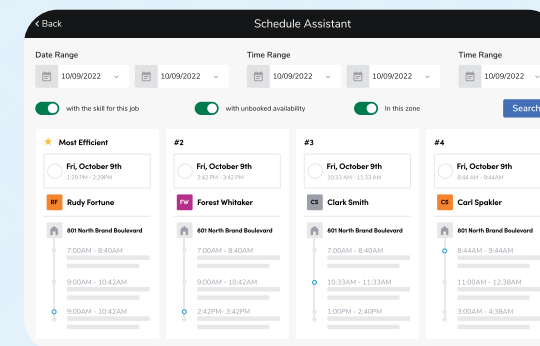 Back
Schedule Assistant
Date Range
Time Range
Time Range
10/09/2022
10/09/2022
10/09/2022
10/09/2022
10/09/2022
with the skill for this job
with unbooked availability
In this zone
Search
Most Efficient
Fri, October 9th
1:29 PM - 2:29PM
RF Rudy Fortune
801 North Brand Boulevard
7:00AM - 8:40AM
9:00AM - 10:42AM
9:00AM - 10:42AM
#2
Fri, October 9th
2:42 PM - 3:42 PM
FW Forest Whitaker
801 North Brand Boulevard
7:00AM - 8:40AM
9:00AM - 10:42AM
2:42PM- 3:42PM
#3
Fri, October 9th
10:33 AM - 11:33 AM
CS Clark Smith
801 North Brand Boulevard
7:00AM - 8:40AM
10:33AM - 11:33AM
1:00PM - 2:40PM
#4
Fri, October 9th
8:44 AM - 9:44AM
CS Carl Spakler
801 North Brand Boulevard
8:44AM - 9:44AM
11:00AM - 12:38AM
3:00AM - 4:38AM